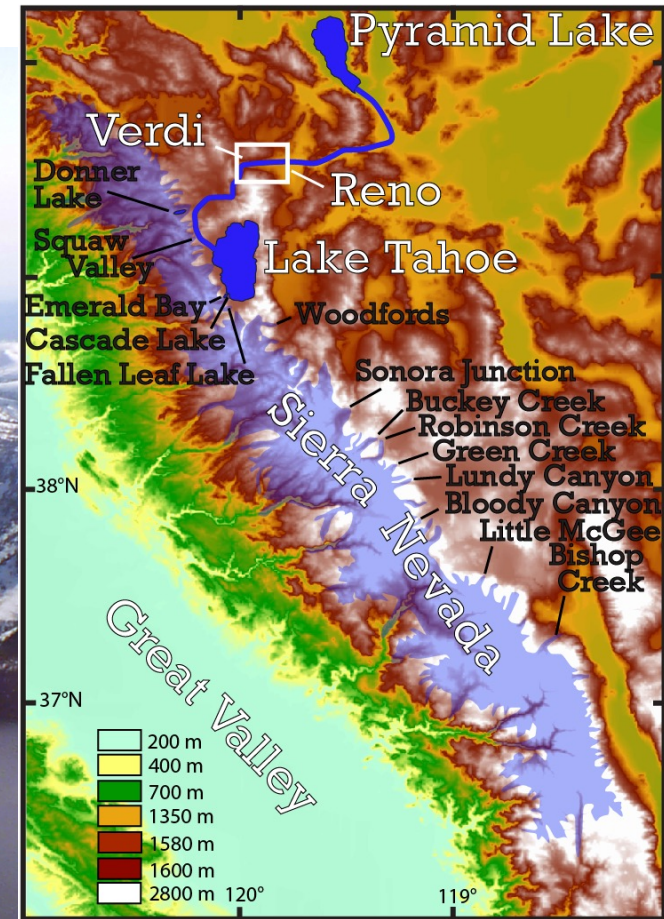 Pyramid Lake
Verdi
Donner
Lake
Reno
Squaw
Valley
Lake Tahoe
Emerald Bay
Cascade Lake
Fallen Leaf Lake
Woodfords
Sonora Junction
Buckey Creek
Robinson Creek
Green Creek
Lundy Canyon
Bloody Canyon
Little McGee
Bishop
Creek
Sierra Nevada
38°N
37°N
Great Valley
200 m
400 m
700 m
1350 m
1580 m
1600 m
2800 m
120°
119°